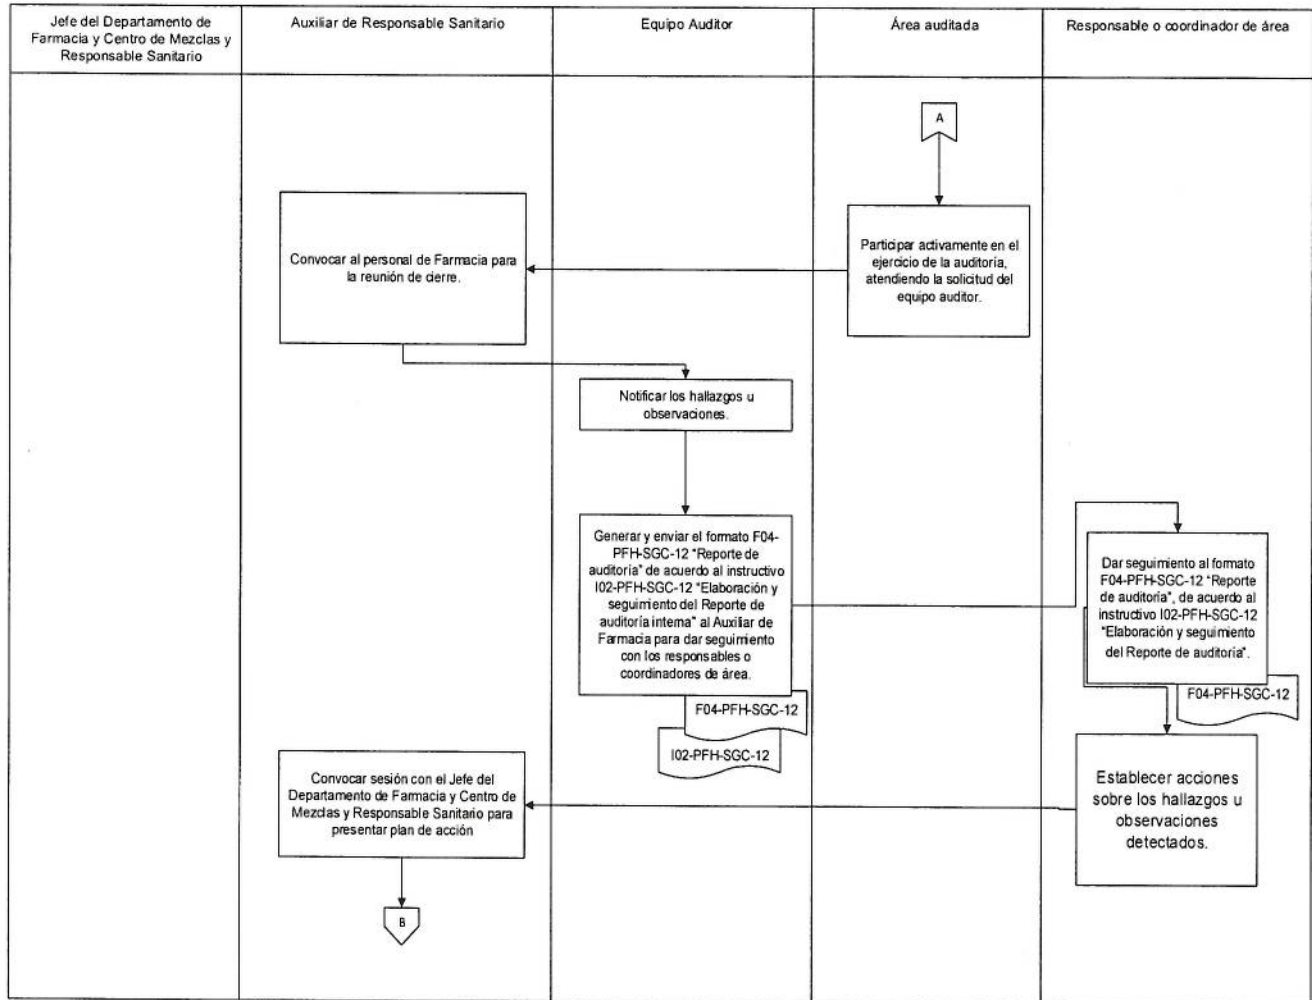 Jefe del Departamento de
Farmacia y Centro de Mezclas y
Responsable Sanitario
Auxiliar de Responsable Sanitario
Equipo Auditor
Área auditada
Responsable o coordinador de área
A
Participar activamente en el
ejercicio de la auditoría,
atendiendo la solicitud del
equipo auditor.
Convocar al personal de Farmacia para
la reunión de cierre.
Notificar los hallazgos u
observaciones.
Generar y enviar el formato F04-
PFH-SGC-12 "Reporte de
auditoría" de acuerdo al instructivo
I02-PFH-SGC-12 "Elaboración y
seguimiento del Reporte de
auditoría interna" al Auxiliar de
Farmacia para dar seguimiento
con los responsables o
coordinadores de área.
F04-PFH-SGC-12
I02-PFH-SGC-12
Dar seguimiento al formato
F04-PFH-SGC-12 "Reporte
de auditoría", de acuerdo al
instructivo I02-PFH-SGC-12
"Elaboración y seguimiento
del Reporte de auditoría".
F04-PFH-SGC-12
Establecer acciones
sobre los hallazgos u
observaciones
detectados.
Convocar sesión con el Jefe del
Departamento de Farmacia y Centro de
Mezclas y Responsable Sanitario para
presentar plan de acción
B